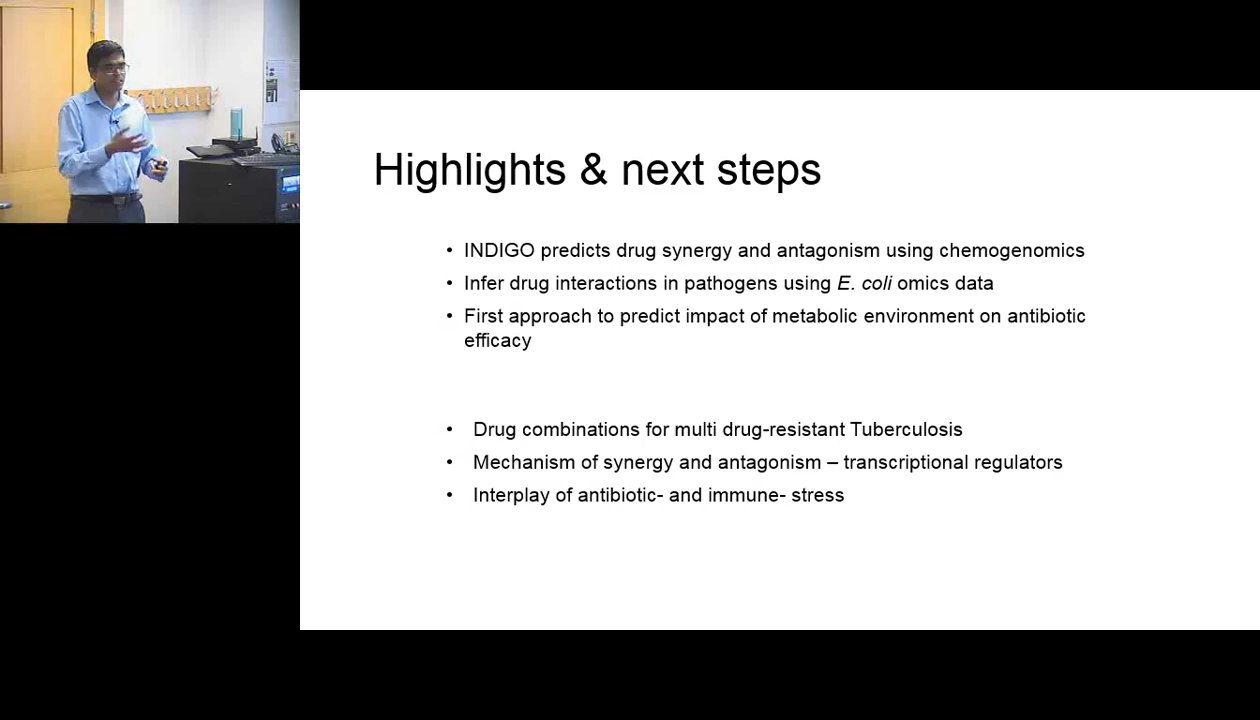 Highlights & next steps
• INDIGO predicts drug synergy and antagonism using chemogenomics
• Infer drug interactions in pathogens using E. coli omics data
• First approach to predict impact of metabolic environment on antibiotic
efficacy
• Drug combinations for multi drug-resistant Tuberculosis
• Mechanism of synergy and antagonism – transcriptional regulators
• Interplay of antibiotic- and immune- stress